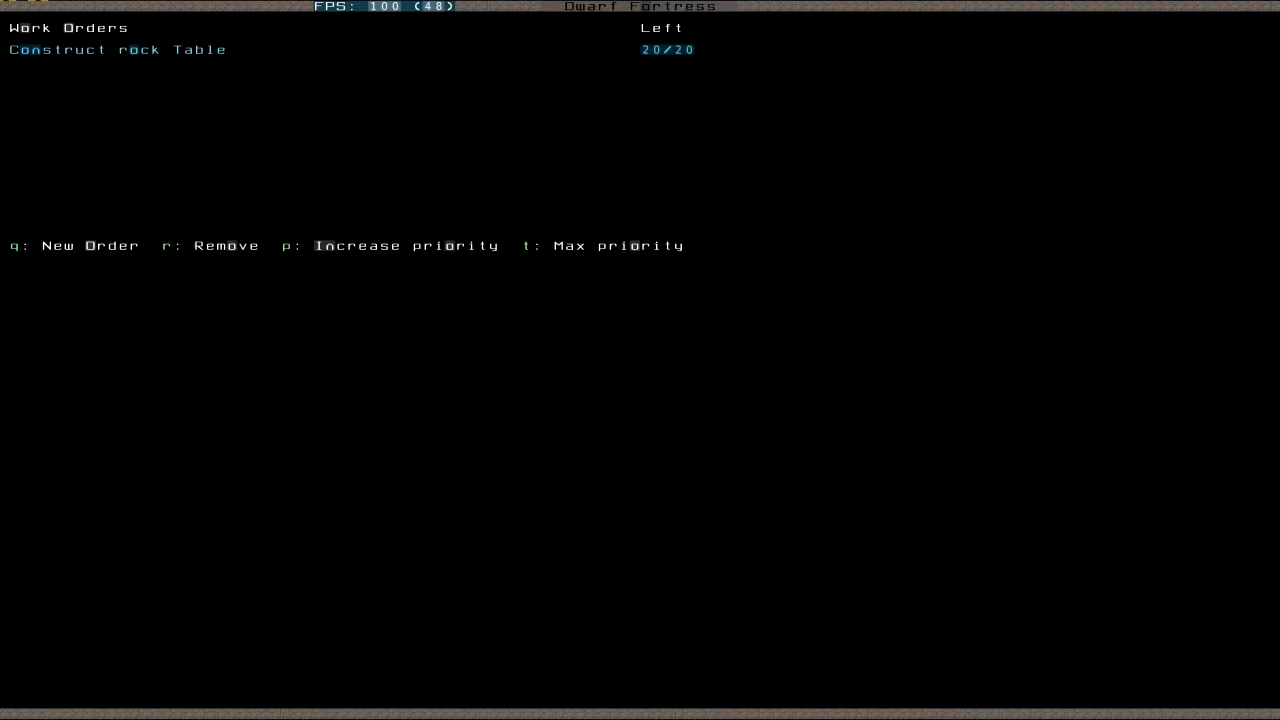 FPS: 100 (48) Dwarf Fortress
Work Orders Left
Construct rock Table 20/20
q: New Order r: Remove p: Increase priority t: Max priority